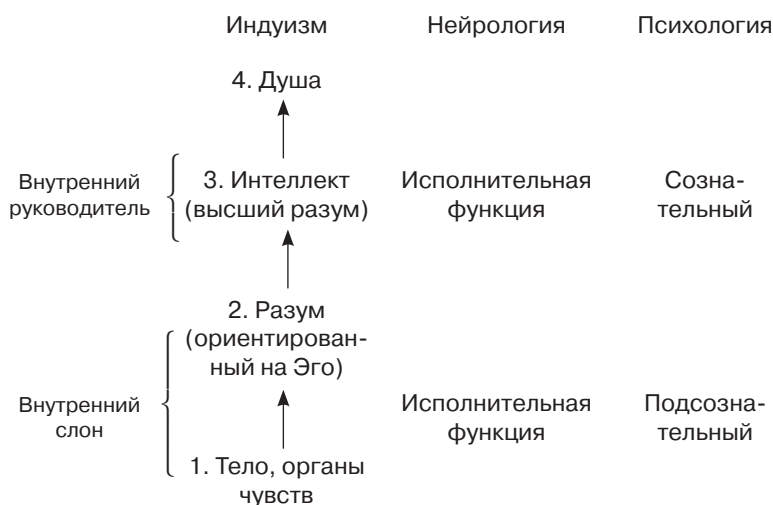 Индуизм Нейрология Психология
4. Душа
Внутренний
руководитель
3. Интеллект
(высший разум)
Исполнительная
функция
Созна-
тельный
2. Разум
(ориентирован-
ный на Эго)
Внутренний
слон
Исполнительная
функция
Подсозна-
тельный
1. Тело, органы
чувств